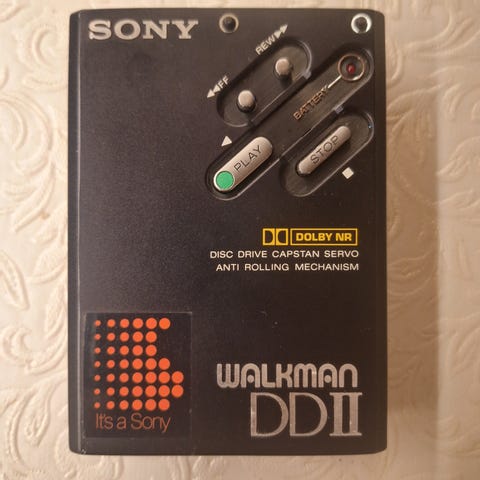 SONY
REW
FF
BATTERY
PLAY
STOP
DOLBY NR
DISC DRIVE CAPSTAN SERVO
ANTI ROLLING MECHANISM
WALKMAN
DDII
It's a Sony